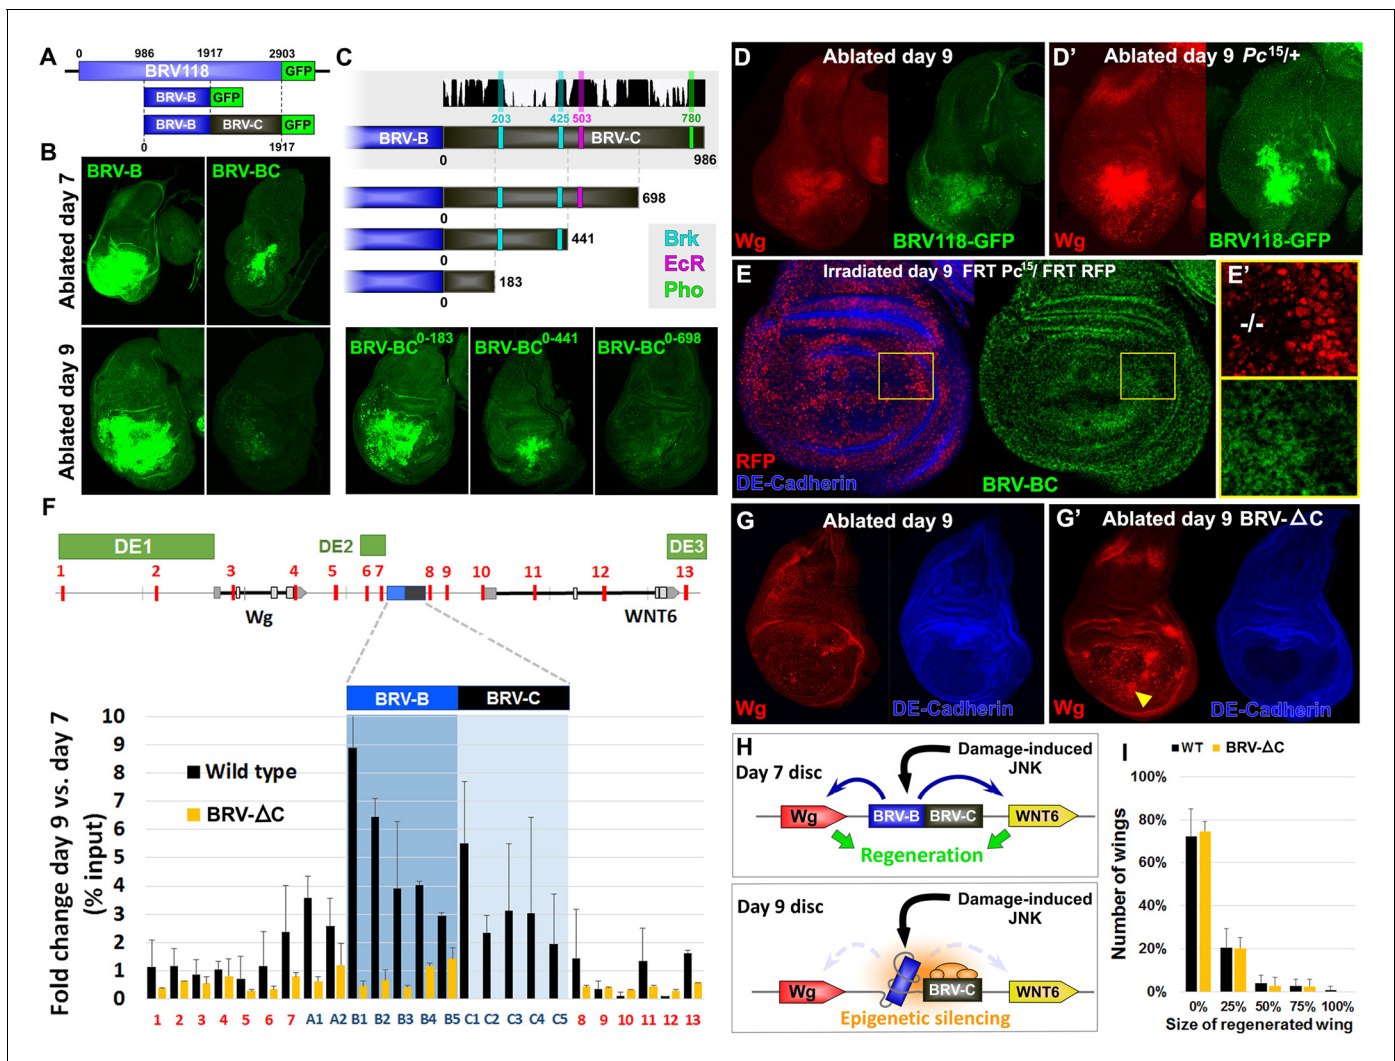 A
0 986 1917 2903
BRV118 GFP
BRV-B GFP
BRV-B BRV-C GFP
0 1917
B
BRV-B BRV-BC
Ablated day 7
Ablated day 9
C
203 425 503 780
BRV-B BRV-C
0 986
698
0
441
0
183
0
Brk
EcR
Pho
BRV-BC0-183 BRV-BC0-441 BRV-BC0-698
D Ablated day 9
Wg BRV118-GFP
D' Ablated day 9 Pc15/+
Wg BRV118-GFP
E Irradiated day 9 FRT Pc15/ FRT RFP
RFP
DE-Cadherin BRV-BC
E'
-/-
F
DE1 DE2 DE3
1 2 3 4 5 6 7 8 9 10 11 12 13
Wg WNT6
BRV-B BRV-C
Fold change day 9 vs. day 7
(% input)
10
9
8
7
6
5
4
3
2
1
0
Wild type
BRV-ΔC
1 2 3 4 5 6 7 A1 A2 B1 B2 B3 B4 B5 C1 C2 C3 C4 C5 8 9 10 11 12 13
G Ablated day 9
Wg DE-Cadherin
G' Ablated day 9 BRV-ΔC
Wg DE-Cadherin
H
Day 7 disc
Damage-induced
JNK
Wg BRV-B BRV-C WNT6
Regeneration
Day 9 disc
Damage-induced
JNK
Wg BRV-C WNT6
Epigenetic silencing
I
WT BRV-ΔC
Number of wings
100%
80%
60%
40%
20%
0%
0% 25% 50% 75% 100%
Size of regenerated wing